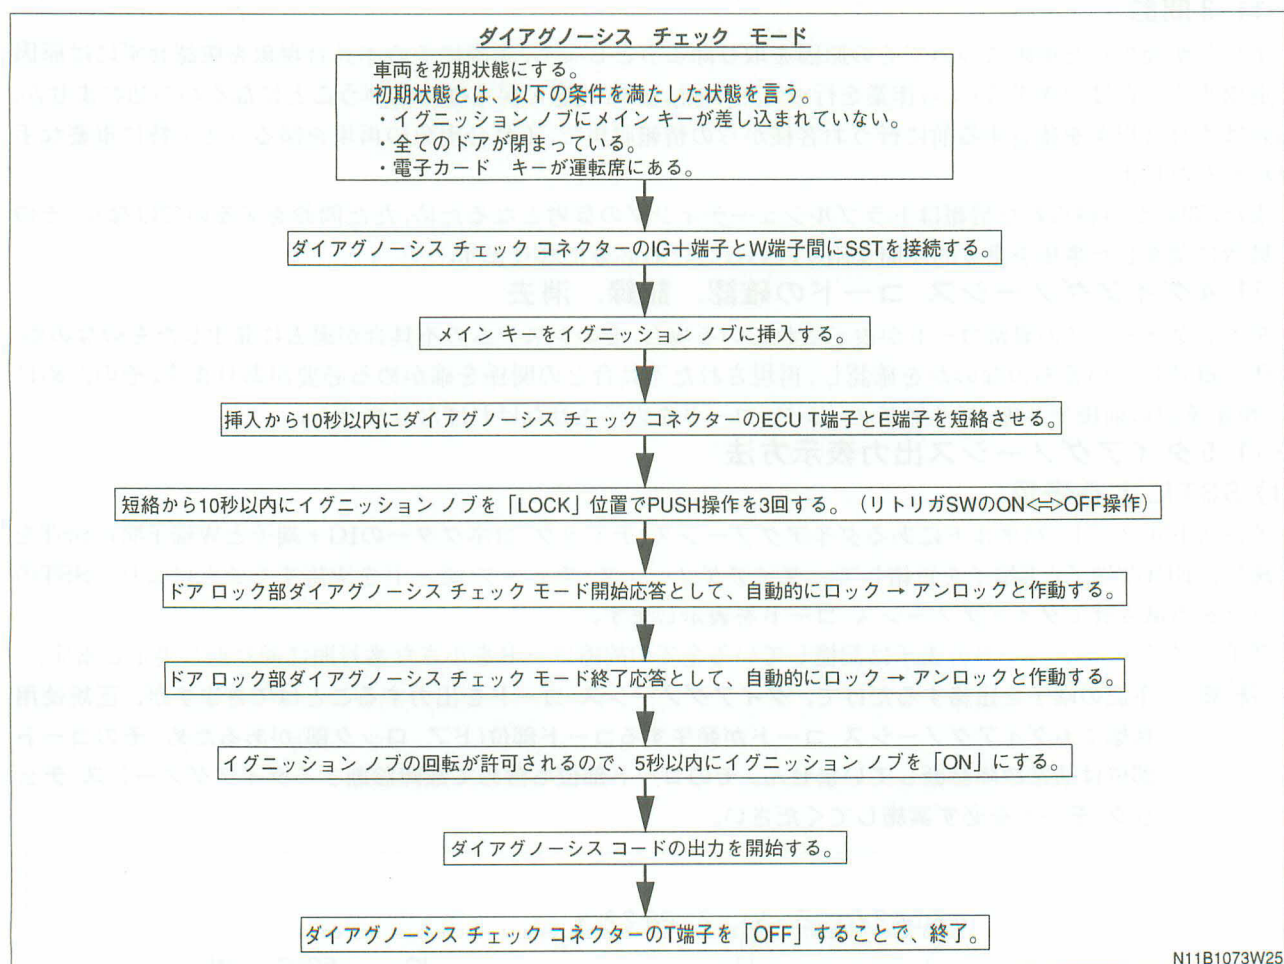 ダイアグノーシス　チェック　モード
車両を初期状態にする。
初期状態とは、以下の条件を満たした状態を言う。
・イグニッション ノブにメイン キーが差し込まれていない。
・全てのドアが閉まっている。
・電子カード　キーが運転席にある。
ダイアグノーシス チェック コネクターのIG＋端子とW端子間にSSTを接続する。
メイン キーをイグニッション ノブに挿入する。
挿入から10秒以内にダイアグノーシス チェック コネクターのECU T端子とE端子を短絡させる。
短絡から10秒以内にイグニッション ノブを「LOCK」位置でPUSH操作を3回する。（リトリガSWのON⇔OFF操作）
ドア ロック部ダイアグノーシス チェック モード開始応答として、自動的にロック → アンロックと作動する。
ドア ロック部ダイアグノーシス チェック モード終了応答として、自動的にロック → アンロックと作動する。
イグニッション ノブの回転が許可されるので、5秒以内にイグニッション ノブを「ON」にする。
ダイアグノーシス コードの出力を開始する。
ダイアグノーシス チェック コネクターのT端子を「OFF」することで、終了。
N11B1073W25